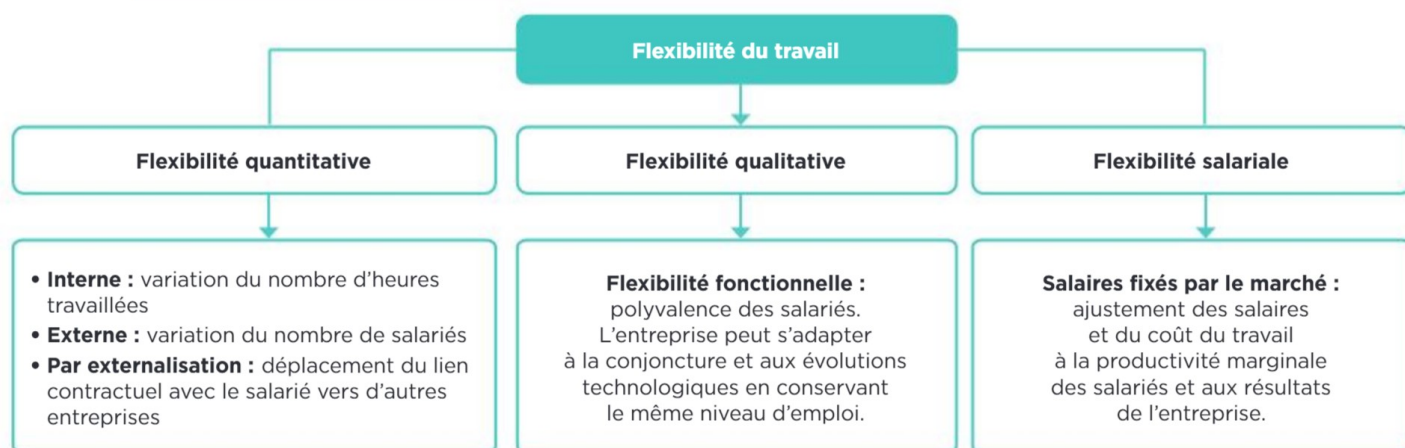 Flexibilité du travail
Flexibilité quantitative
Flexibilité qualitative
Flexibilité salariale
• Interne : variation du nombre d’heures
travaillées
• Externe : variation du nombre de salariés
• Par externalisation : déplacement du lien
contractuel avec le salarié vers d’autres
entreprises
Flexibilité fonctionnelle :
polyvalence des salariés.
L’entreprise peut s’adapter
à la conjoncture et aux évolutions
technologiques en conservant
le même niveau d’emploi.
Salaires fixés par le marché :
ajustement des salaires
et du coût du travail
à la productivité marginale
des salariés et aux résultats
de l’entreprise.